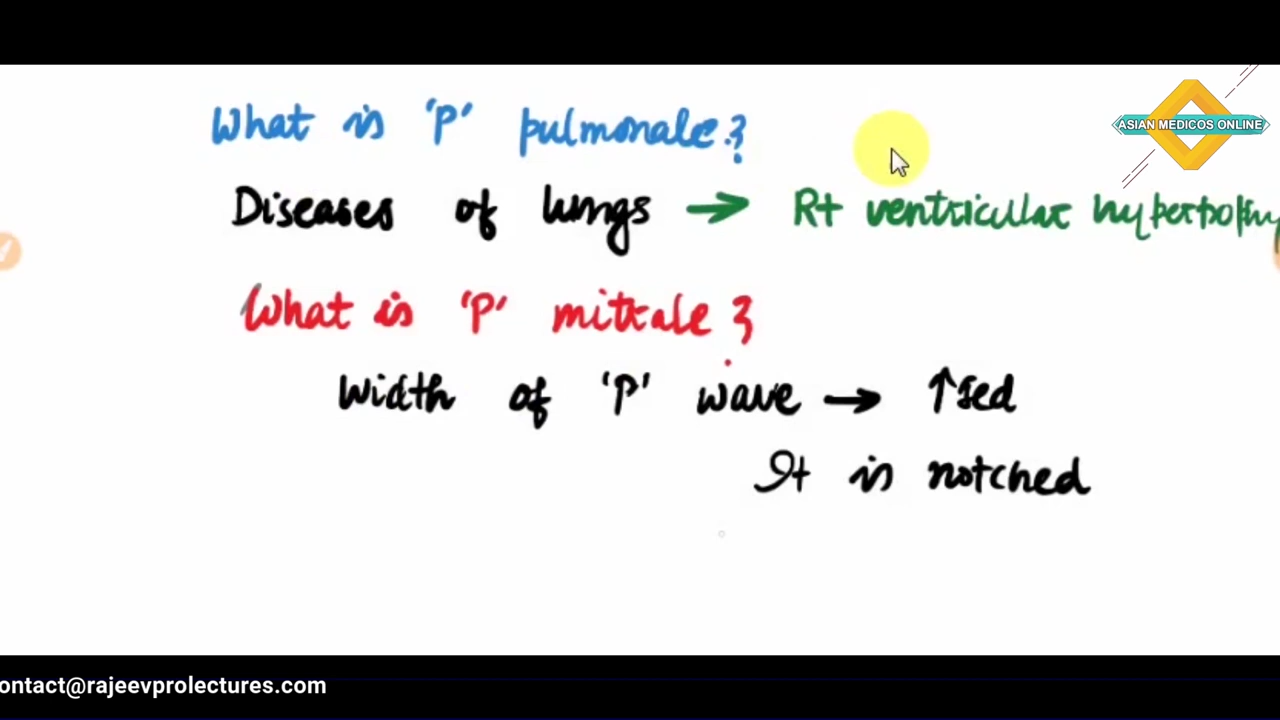 What is 'P' pulmonale?
ASIAN MEDICOS ONLINE
Diseases of lungs → Rt ventricular hypertrophy
What is 'P' mitrale?
Width of 'P' wave → ↑sed
It is notched
ontact@rajeevprolectures.com